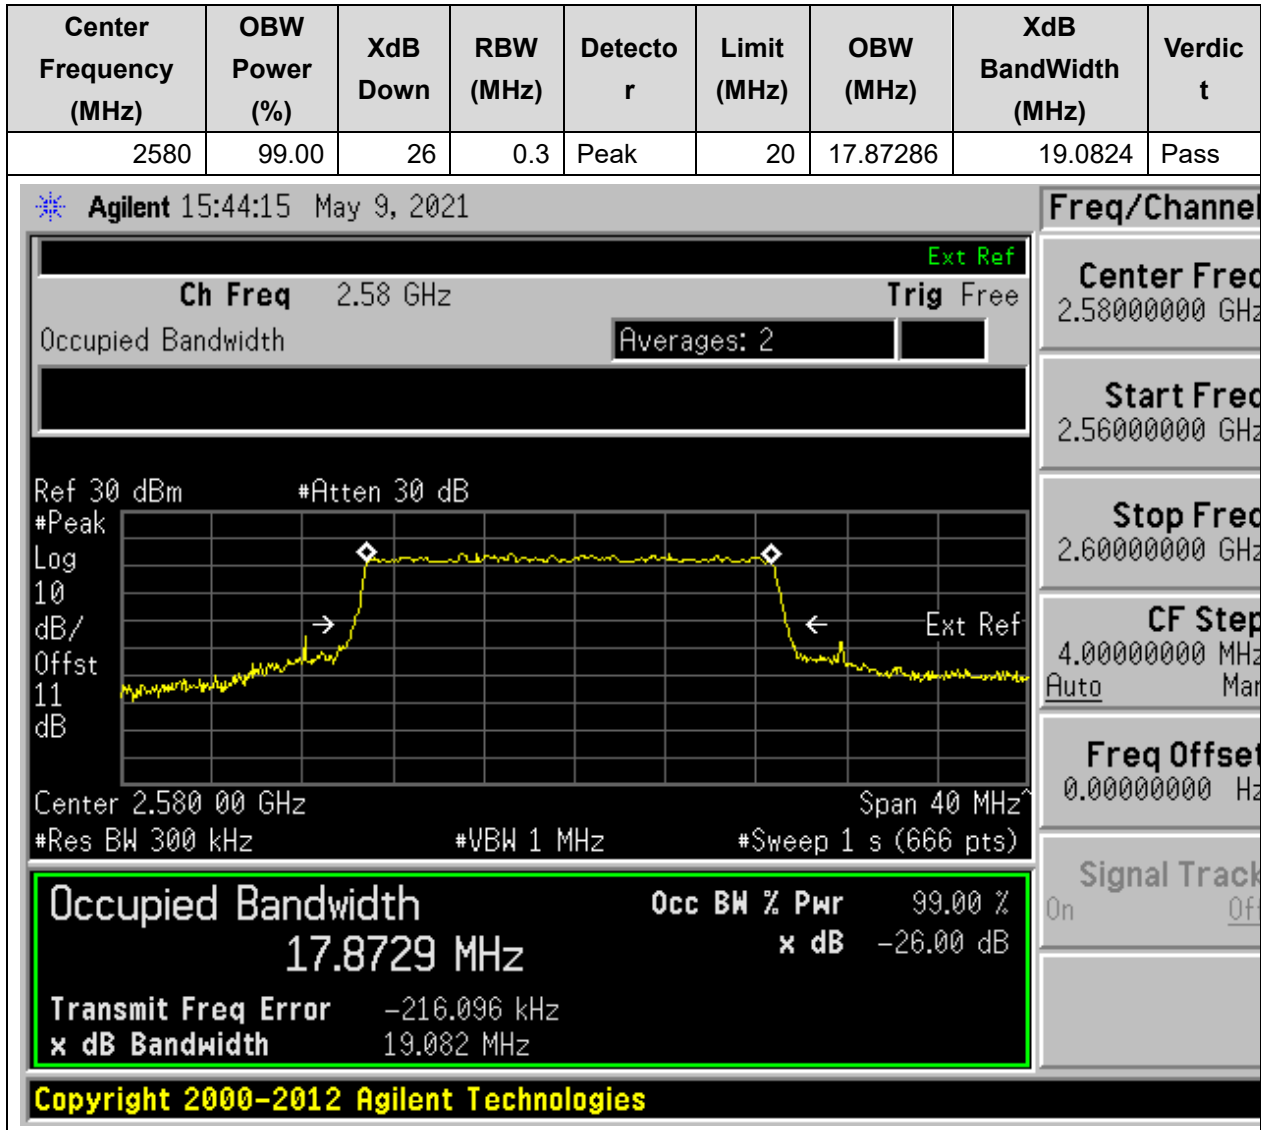 Center Frequency (MHz) OBW Power (%) XdB Down RBW (MHz) Detector Limit (MHz) OBW (MHz) XdB BandWidth (MHz) Verdict
2580 99.00 26 0.3 Peak 20 17.87286 19.0824 Pass
Agilent 15:44:15 May 9, 2021
Ext Ref
Ch Freq 2.58 GHz Trig Free
Occupied Bandwidth Averages: 2
Ref 30 dBm #Atten 30 dB
#Peak
Log
10
dB/
Offst
11
dB
Ext Ref
Center 2.580 00 GHz Span 40 MHz^
#Res BW 300 kHz #VBW 1 MHz #Sweep 1 s (666 pts)
Occupied Bandwidth Occ BW % Pwr 99.00 %
17.8729 MHz x dB -26.00 dB
Transmit Freq Error -216.096 kHz
x dB Bandwidth 19.082 MHz
Copyright 2000-2012 Agilent Technologies
Freq/Channel
Center Freq
2.58000000 GHz
Start Freq
2.56000000 GHz
Stop Freq
2.60000000 GHz
CF Step
4.00000000 MHz
Auto Man
Freq Offset
0.00000000 Hz
Signal Track
On Off